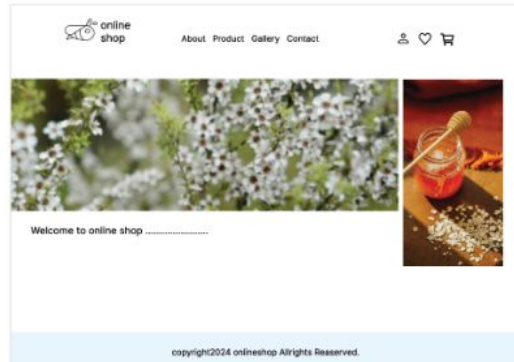 online
shop
About Product Gallery Contact
Welcome to online shop ........................
copyright2024 onlineshop Allrights Reaserved.